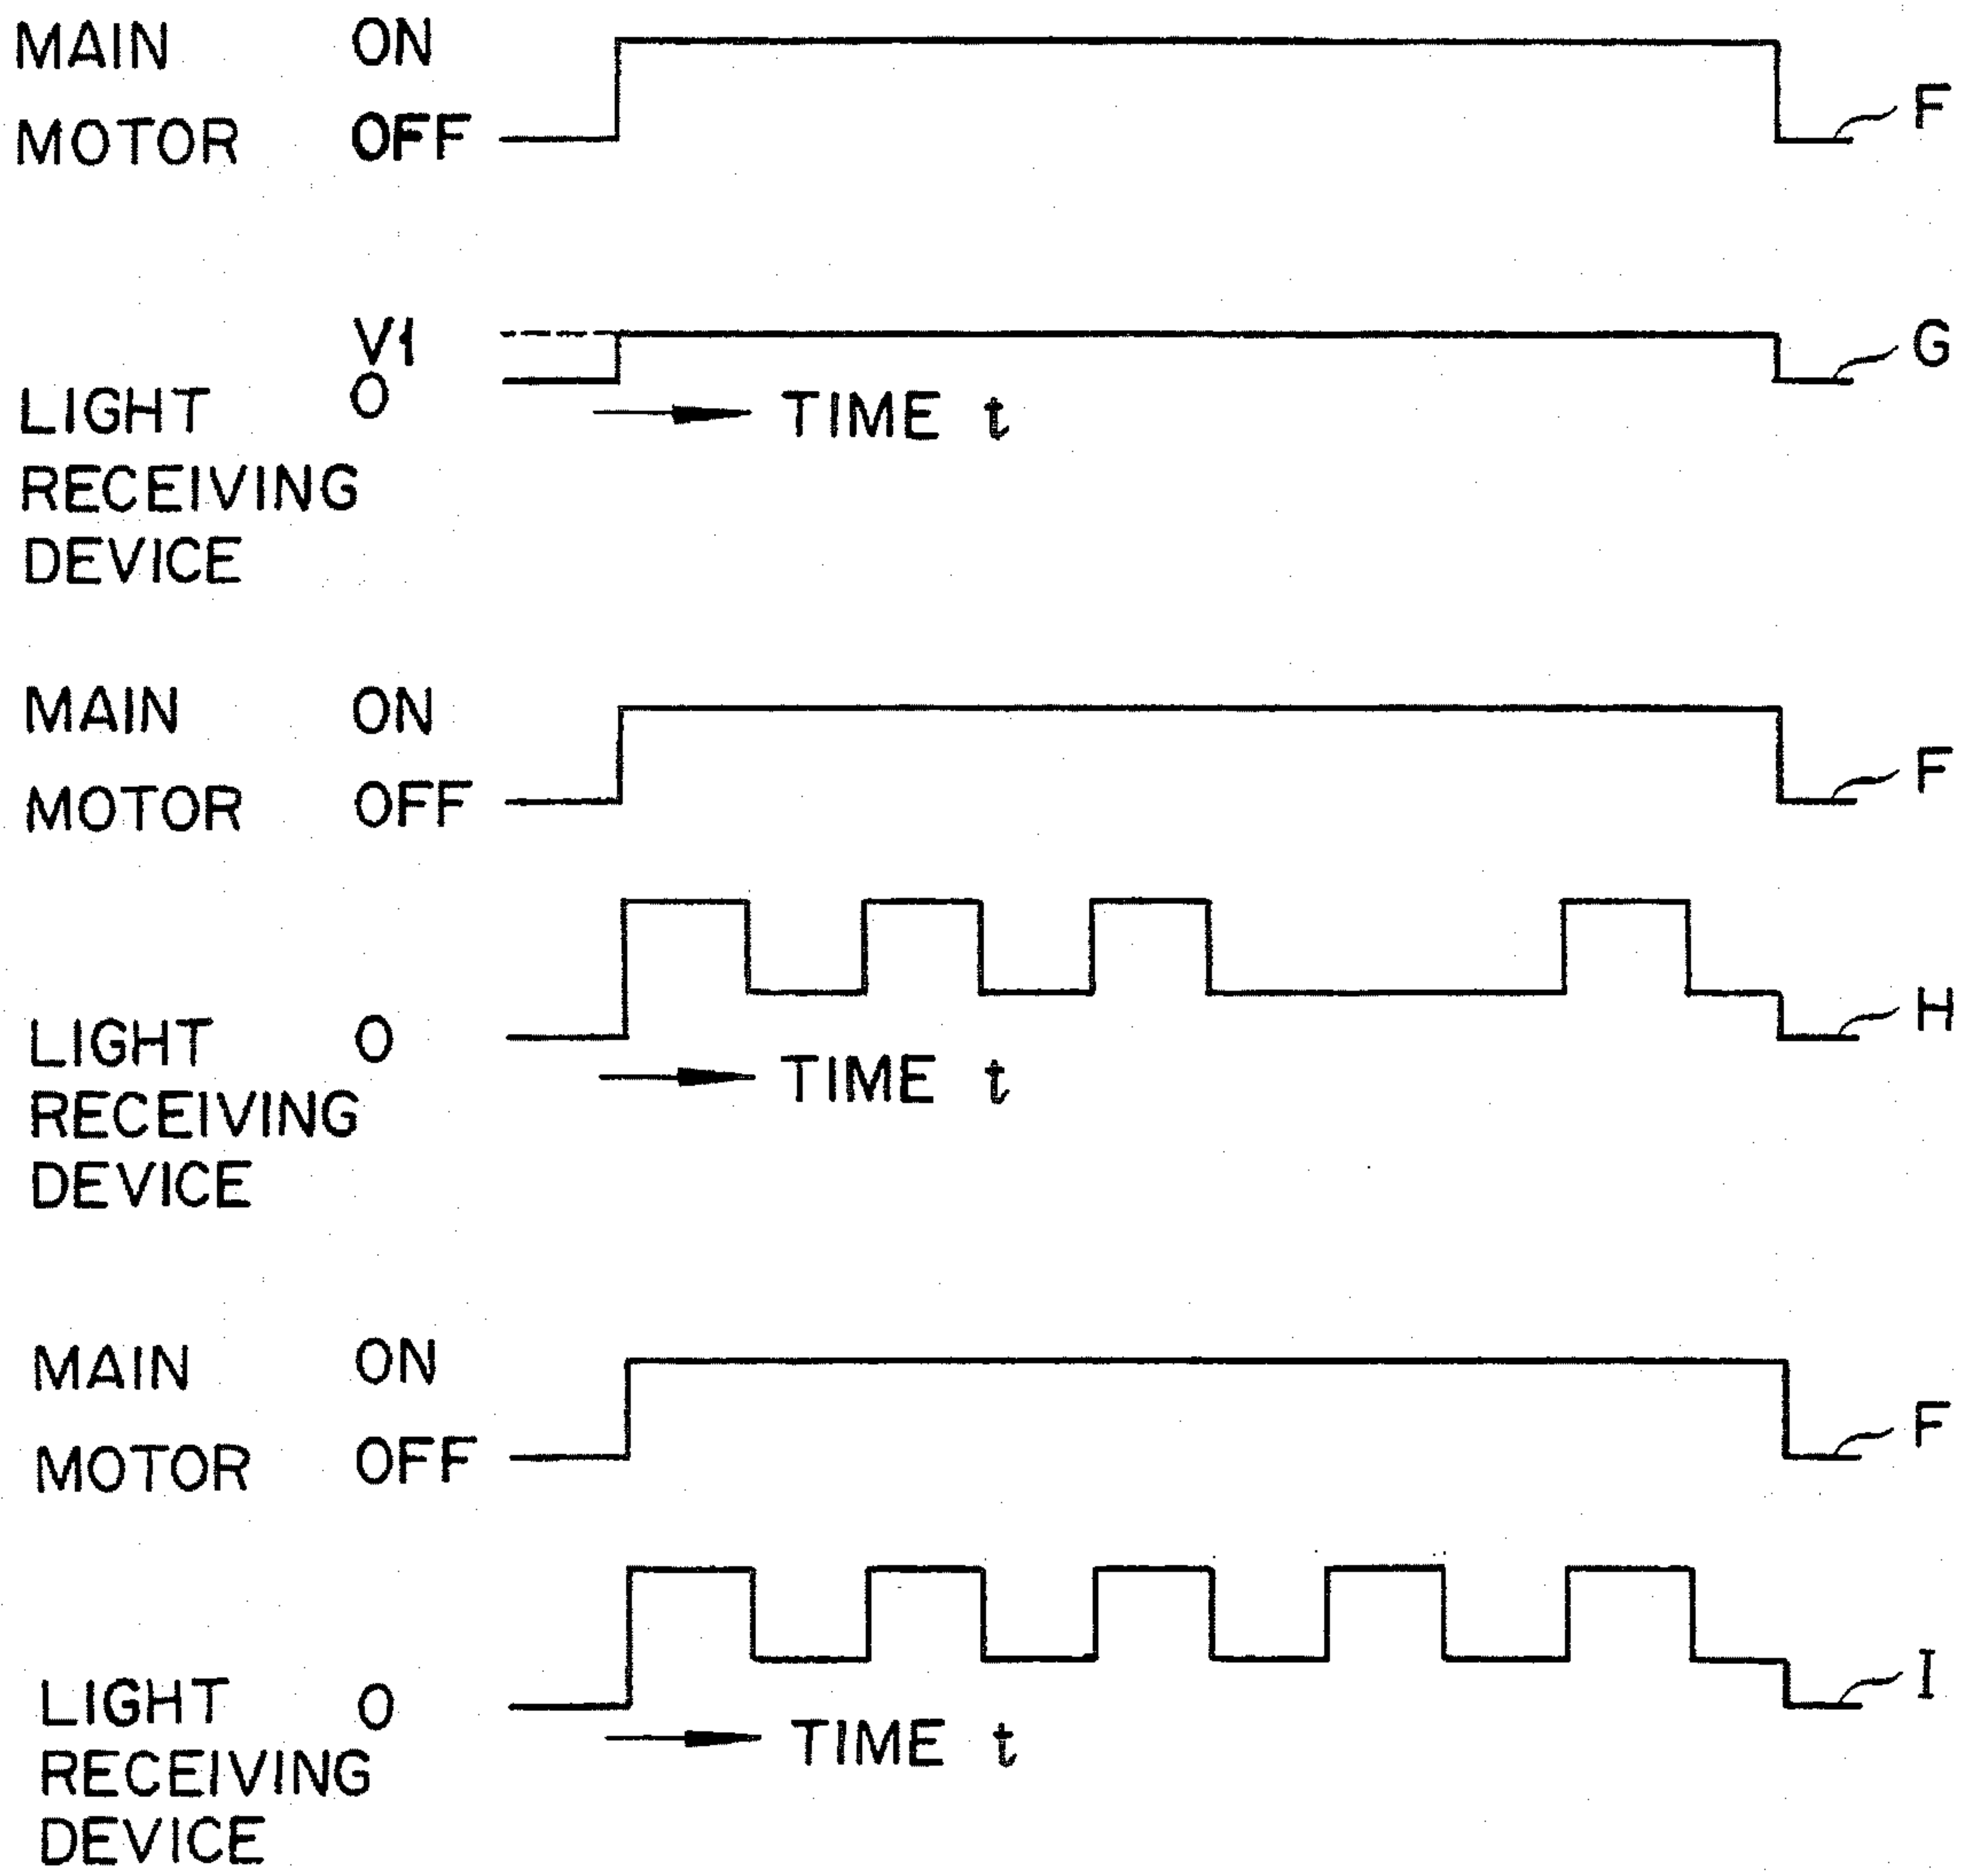 MAIN ON
MOTOR OFF F
V1 G
LIGHT O TIME t
RECEIVING
DEVICE
MAIN ON
MOTOR OFF F
H
LIGHT O
TIME t
RECEIVING
DEVICE
MAIN ON
MOTOR OFF F
I
LIGHT O
TIME t
RECEIVING
DEVICE